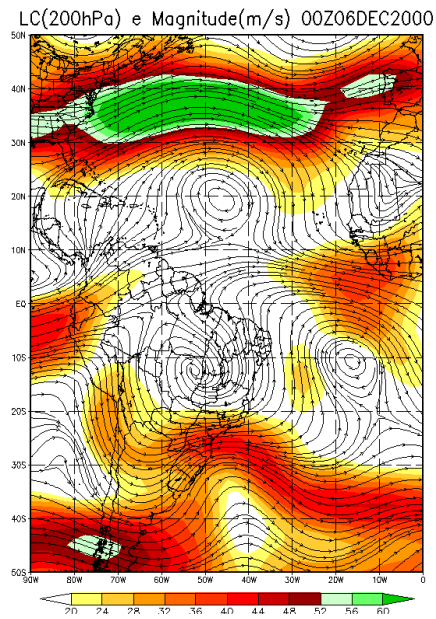 LC(200hPa) e Magnitude(m/s) 00Z06DEC2000
50N
40N
30N
20N
10N
EQ
10S
20S
30S
40S
50S
90W 80W 70W 60W 50W 40W 30W 20W 10W 0
20 24 28 32 36 40 44 48 52 56 60